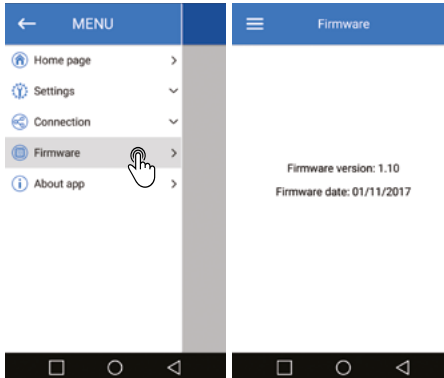 MENU
Home page
Settings
Connection
Firmware
About app
Firmware
Firmware version: 1.10
Firmware date: 01/11/2017